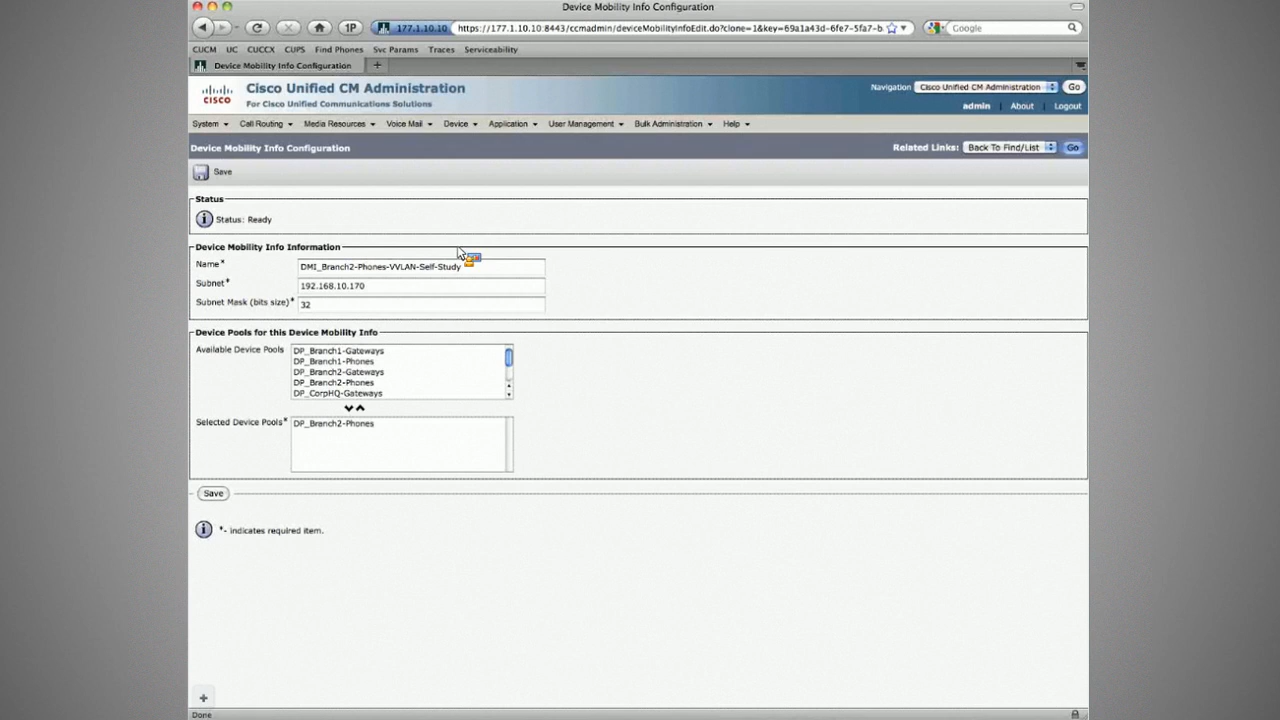 Device Mobility Info Configuration
1P 177.1.10.10 https://177.1.10.10:8443/ccmadmin/deviceMobilityInfoEdit.do?clone=1&key=69a1a43d-6fe7-5fa7-b Google
CUCM UC CUCCX CUPS Find Phones Svc Params Traces Serviceability
Device Mobility Info Configuration +
CISCO Cisco Unified CM Administration Navigation Cisco Unified CM Administration Go
For Cisco Unified Communications Solutions admin About Logout
System Call Routing Media Resources Voice Mail Device Application User Management Bulk Administration Help
Device Mobility Info Configuration Related Links: Back To Find/List Go
Save
Status
Status: Ready
Device Mobility Info Information
Name* DMI_Branch2-Phones-VVLAN-Self-Study
Subnet* 192.168.10.170
Subnet Mask (bits size)* 32
Device Pools for this Device Mobility Info
Available Device Pools DP_Branch1-Gateways
DP_Branch1-Phones
DP_Branch2-Gateways
DP_Branch2-Phones
DP_CorpHQ-Gateways
Selected Device Pools* DP_Branch2-Phones
Save
*- indicates required item.
Done